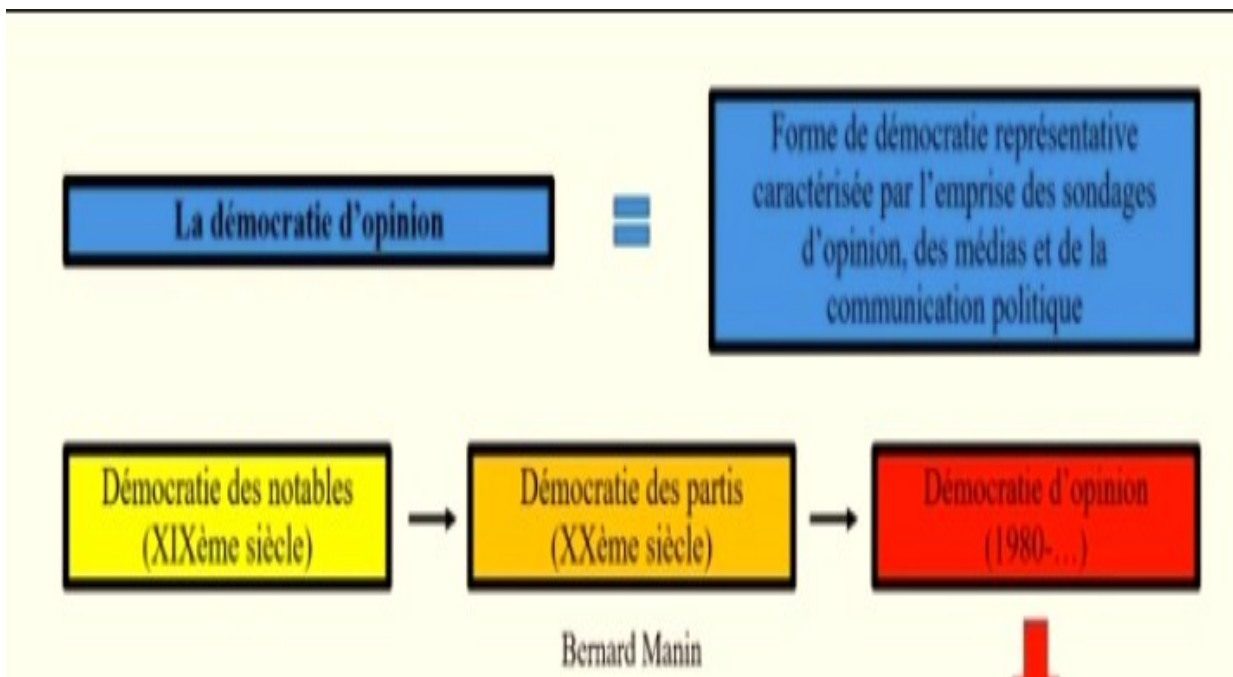 La démocratie d’opinion
Forme de démocratie représentative
caractérisée par l’emprise des sondages
d’opinion, des médias et de la
communication politique
Démocratie des notables
(XIXème siècle)
Démocratie des partis
(XXème siècle)
Démocratie d’opinion
(1980-…)
Bernard Manin